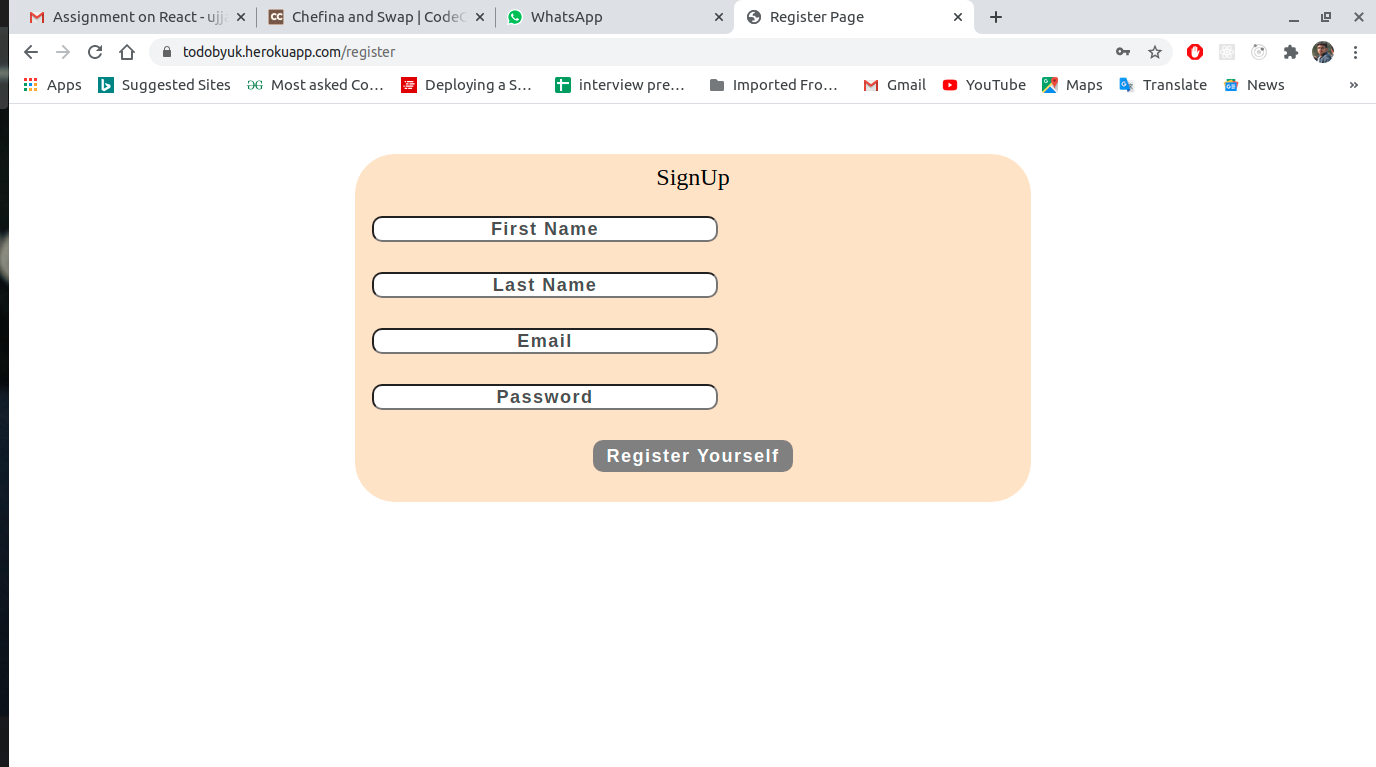 Assignment on React - ujja
Chefina and Swap | CodeC
WhatsApp
Register Page
todobyuk.herokuapp.com/register
Apps Suggested Sites Most asked Co… Deploying a S… interview pre… Imported Fro… Gmail YouTube Maps Translate News »
SignUp
First Name
Last Name
Email
Password
Register Yourself